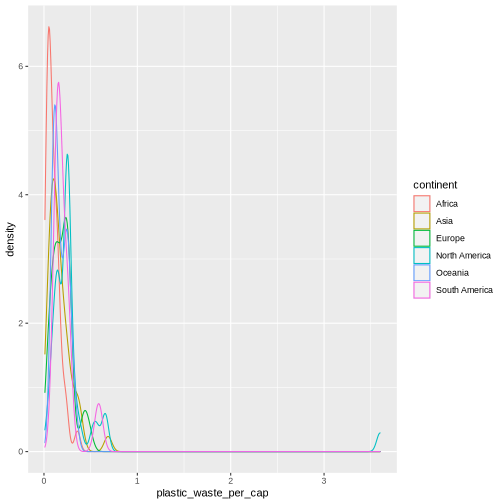 6
4
2
0
density
0
1
2
3
plastic_waste_per_cap
continent
Africa
Asia
Europe
North America
Oceania
South America